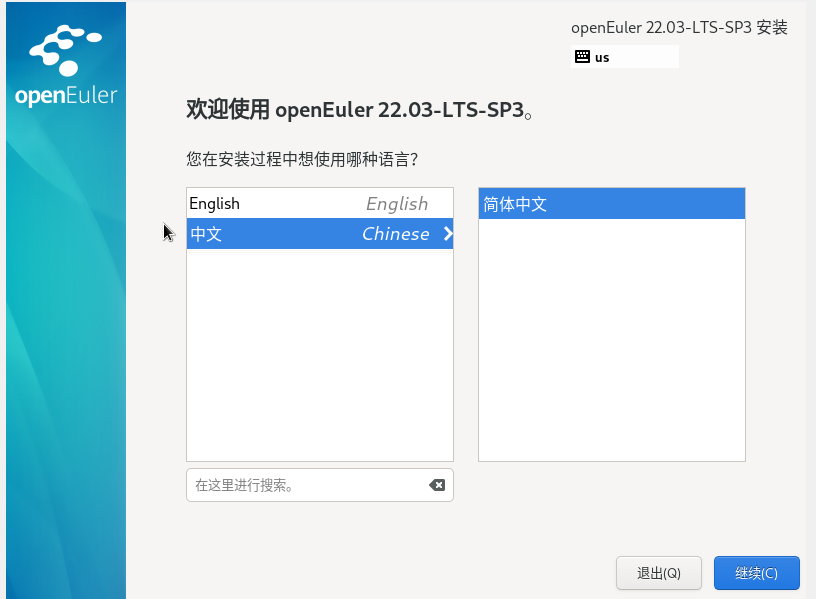 openEuler
openEuler 22.03-LTS-SP3 安装
us
欢迎使用 openEuler 22.03-LTS-SP3。
您在安装过程中想使用哪种语言?
English English
中文 Chinese
简体中文
在这里进行搜索。
退出(Q)
继续(C)